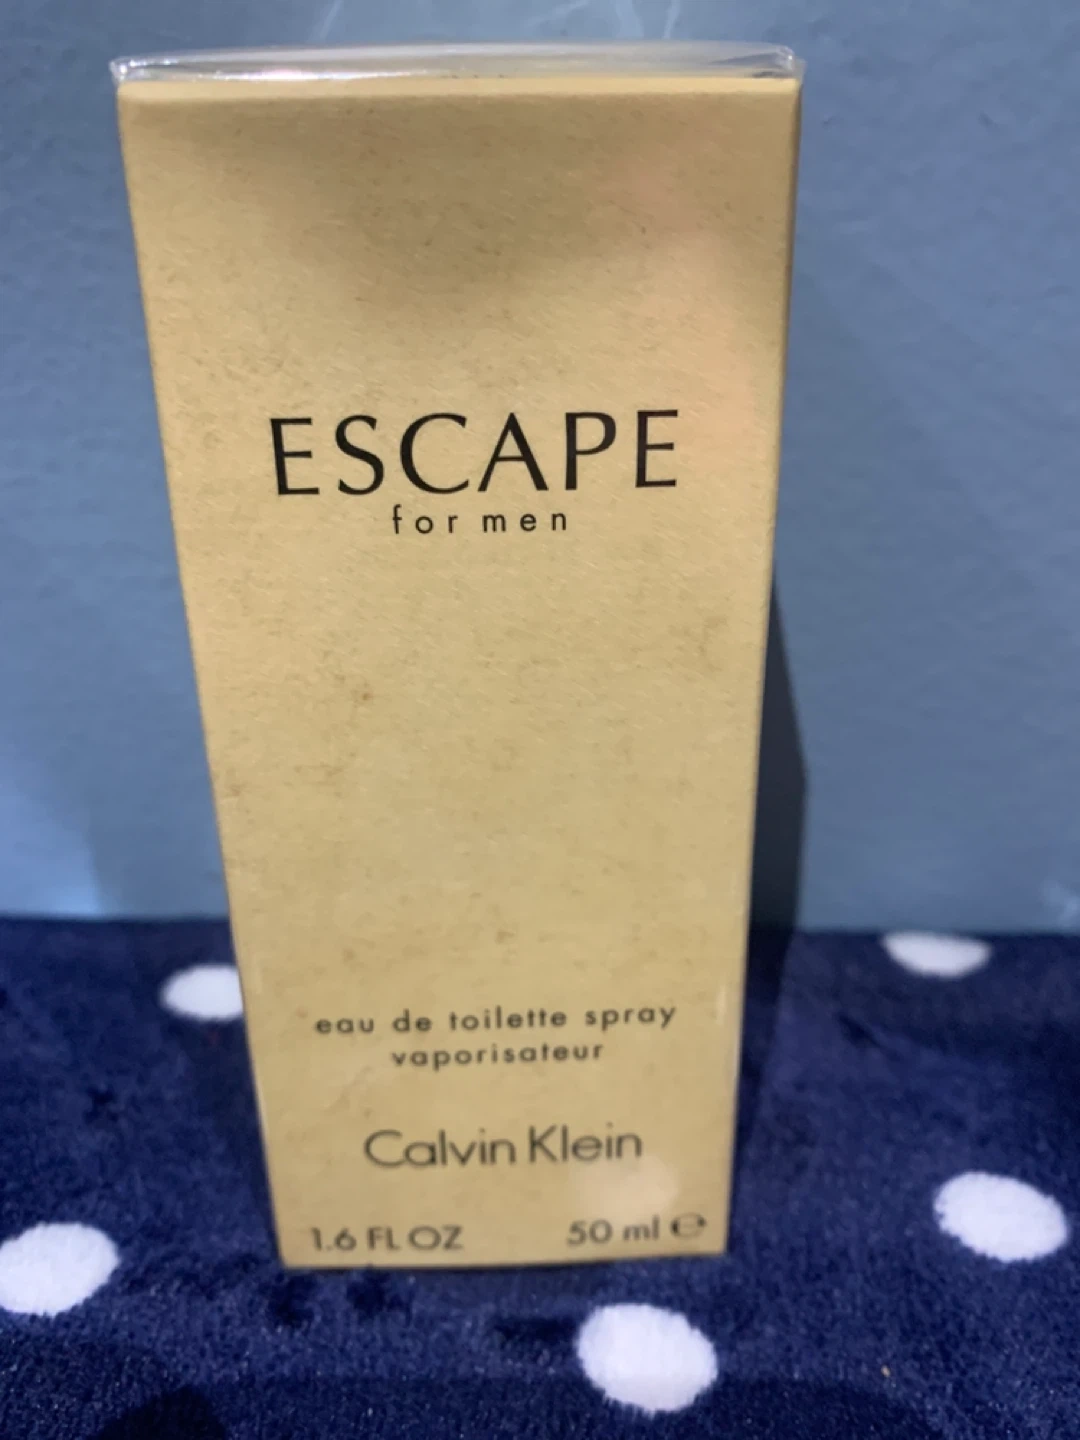 ESCAPE
for men
eau de toilette spray
vaporisateur
Calvin Klein
1.6 FL OZ 50 ml ℮